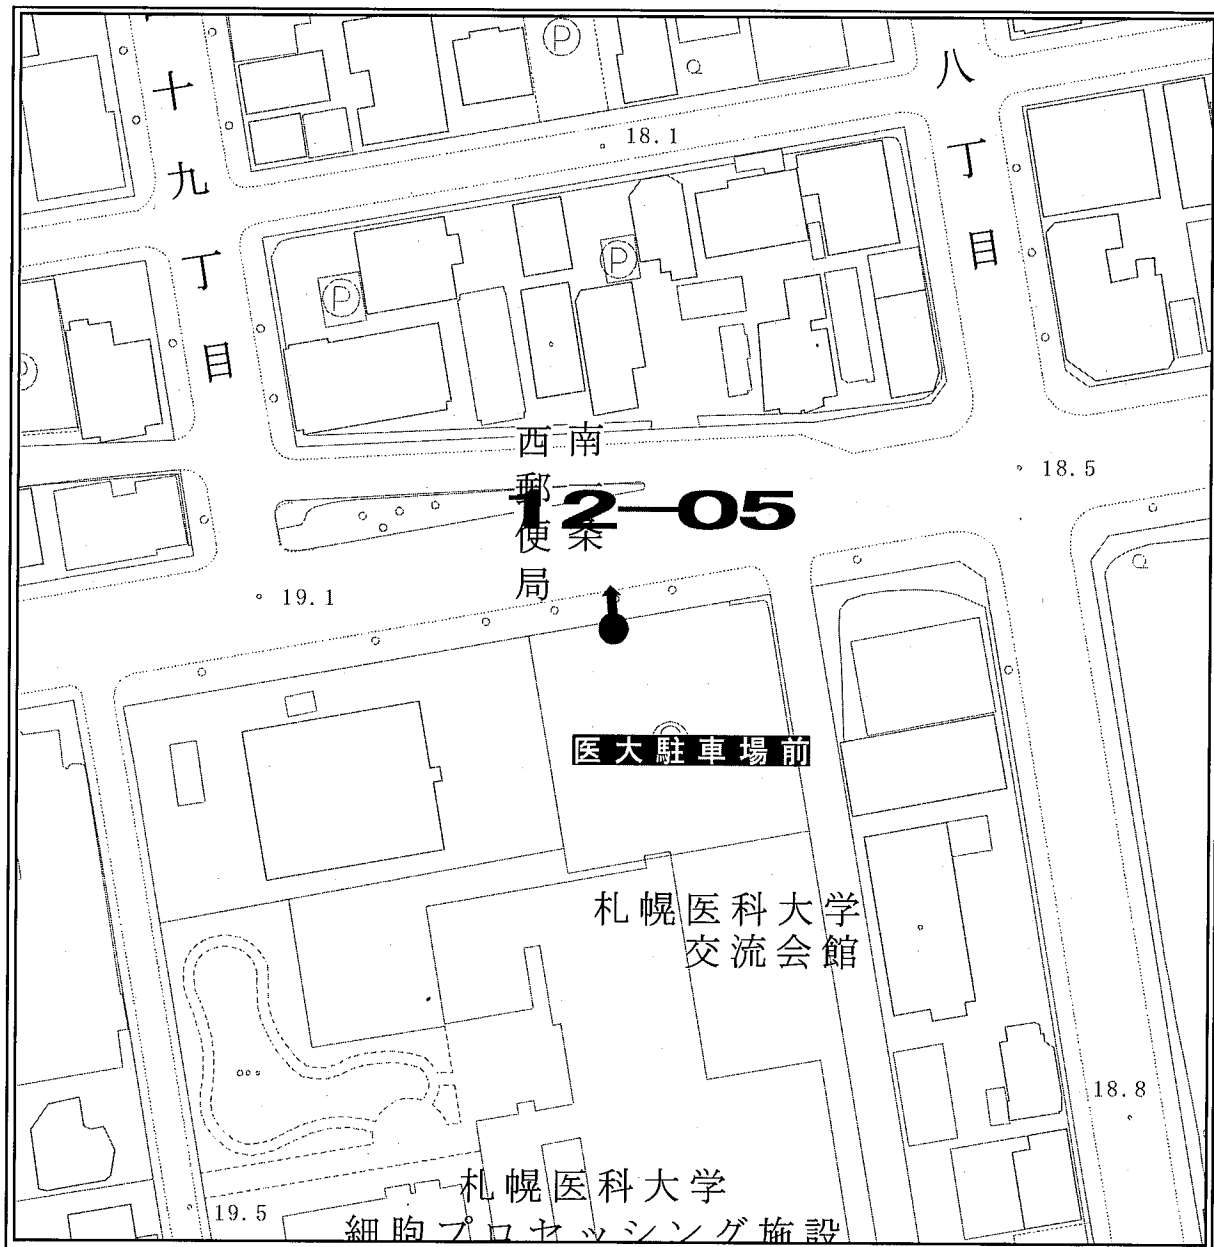 十九丁目
八丁目
P
18.1
P
P
18.5
南一条
西郵便局
12-05
19.1
医大駐車場前
札幌医科大学
交流会館
18.8
札幌医科大学
細胞プロセッシング施設
19.5